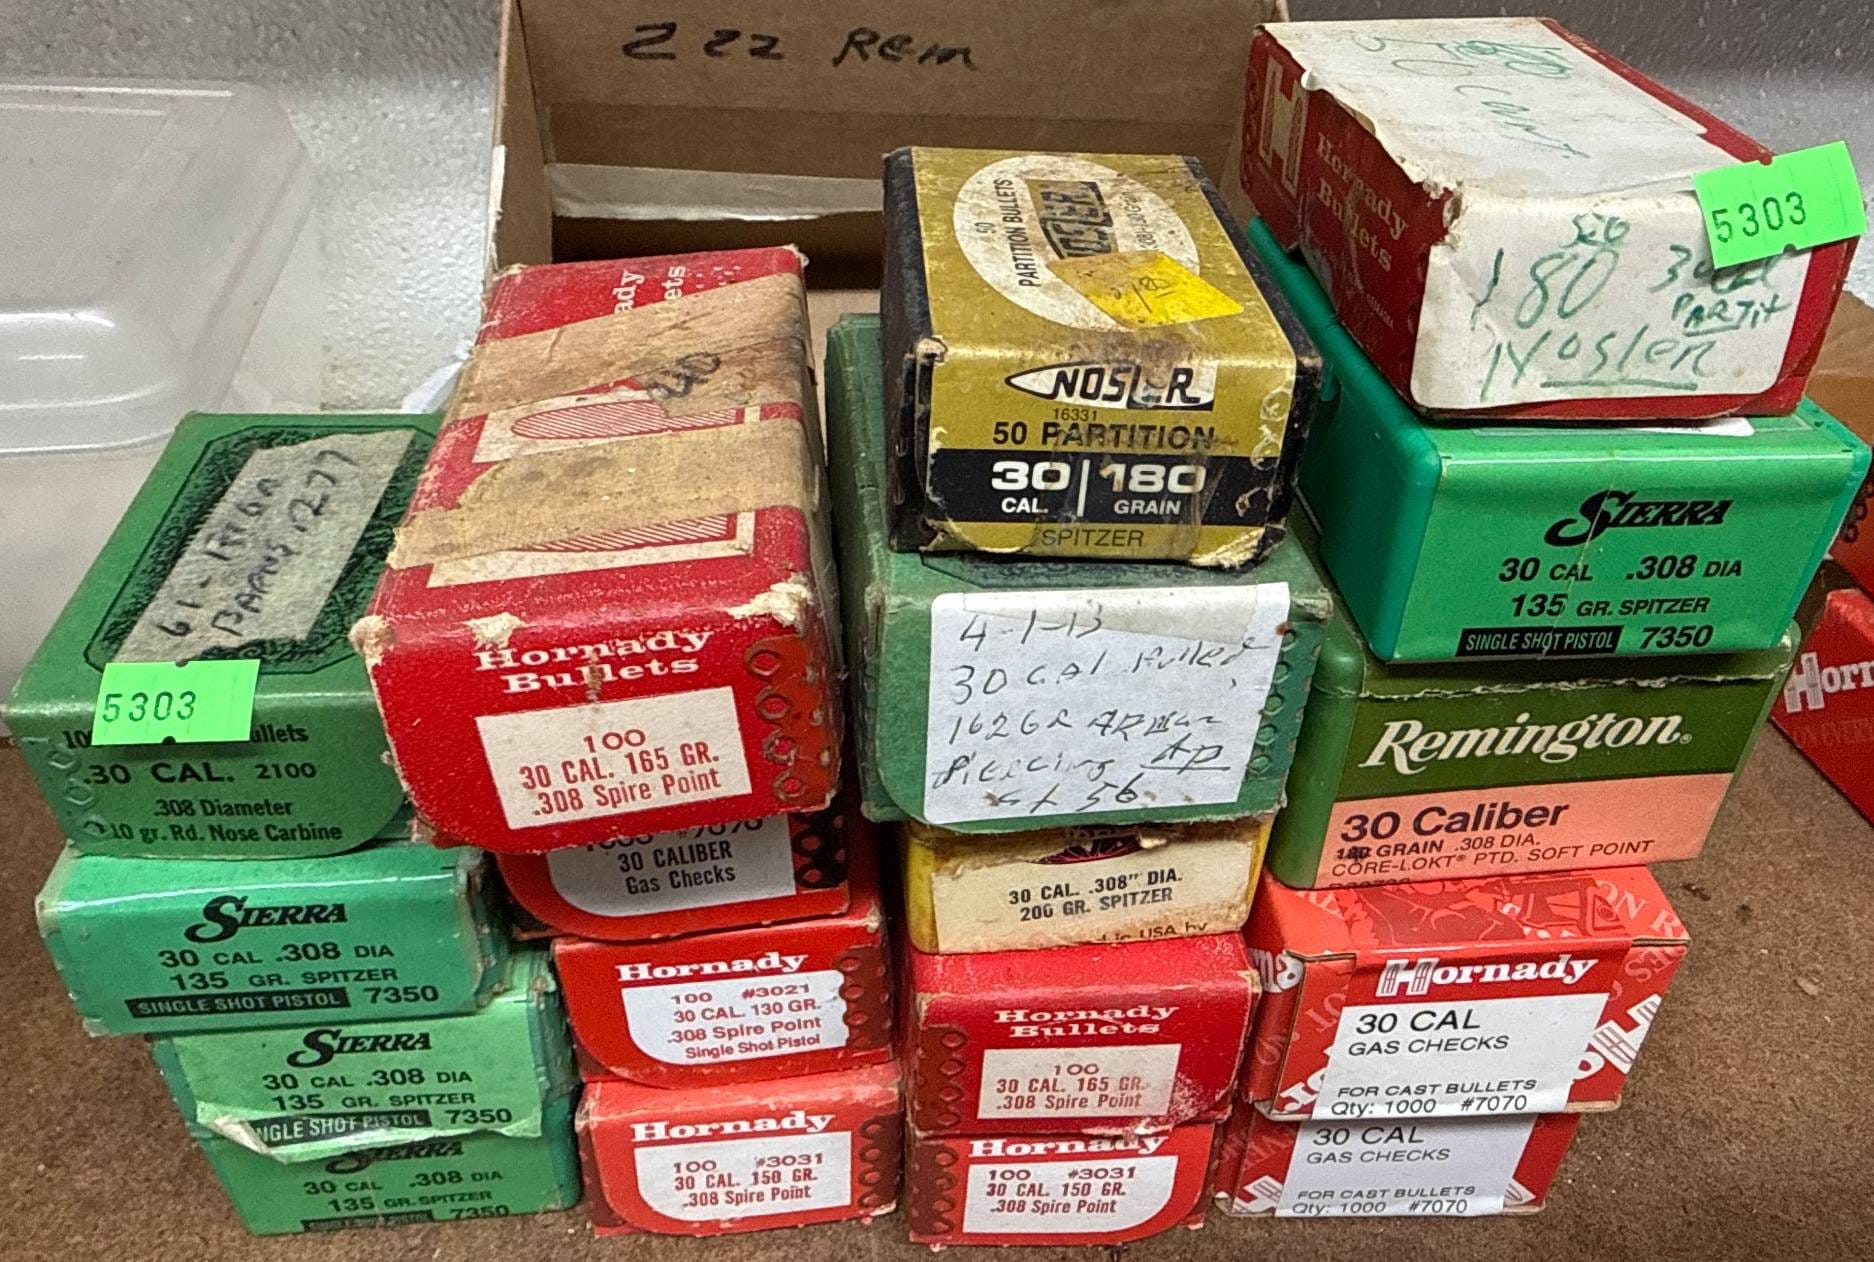 222 Rem
Hornady
Bullets
5303
180
Nosler
50
PARTITION BULLETS
NOSLER
16331
50 PARTITION
30 | 180
CAL. GRAIN
SPITZER
SIERRA
30 CAL .308 DIA
135 GR. SPITZER
SINGLE SHOT PISTOL 7350
5303
.30 CAL. 2100
.308 Diameter
gr. Rd. Nose Carbine
Hornady
Bullets
100
30 CAL. 165 GR.
.308 Spire Point
4-1-13
30 cal Pulled
162 GR
Piercing AP
56
Remington®
30 Caliber
GRAIN .308 DIA.
CORE-LOKT® PTD. SOFT POINT
30 CALIBER
Gas Checks
30 CAL. .308" DIA.
200 GR. SPITZER
USA by
SIERRA
30 CAL .308 DIA
135 GR. SPITZER
SINGLE SHOT PISTOL 7350
Hornady
100 #3021
30 CAL. 130 GR.
.308 Spire Point
Single Shot Pistol
Hornady
Bullets
100
30 CAL. 165 GR.
.308 Spire Point
Hornady
30 CAL
GAS CHECKS
FOR CAST BULLETS
Qty: 1000 #7070
SIERRA
30 CAL .308 DIA
135 GR. SPITZER
NGLE SHOT PISTOL 7350
Hornady
100 #3031
30 CAL. 150 GR.
.308 Spire Point
Hornady
100 #3031
30 CAL. 150 GR.
.308 Spire Point
30 CAL
GAS CHECKS
FOR CAST BULLETS
Qty: 1000 #7070
SIERRA
30 CAL .308 DIA
135 GR. SPITZER
7350